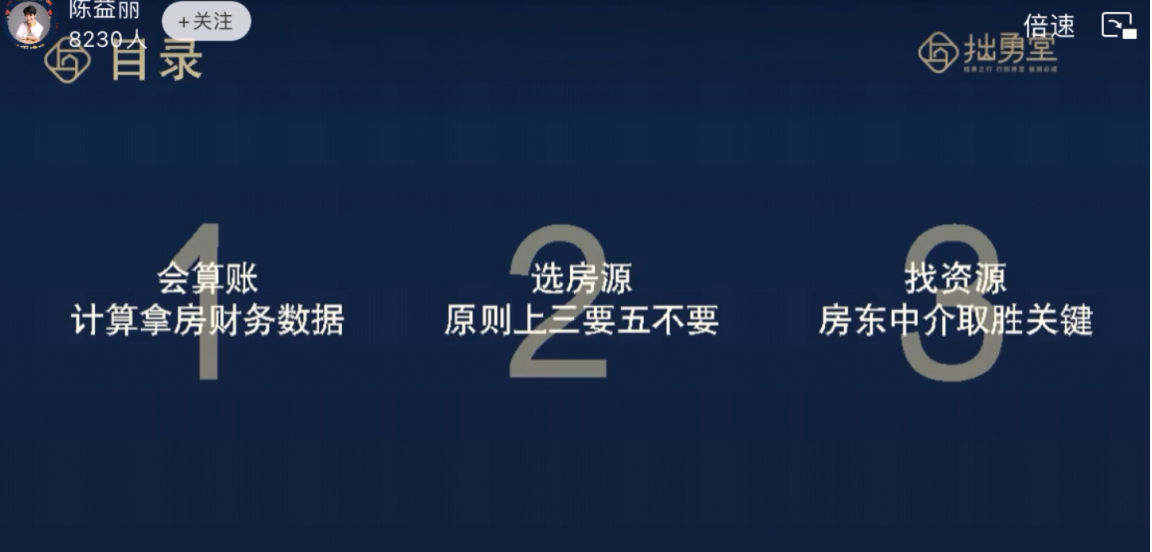 陈益丽
8230人
+关注
倍速
目录
拙勇堂
1
会算账
计算拿房财务数据
2
选房源
原则上三要五不要
3
找资源
房东中介取胜关键